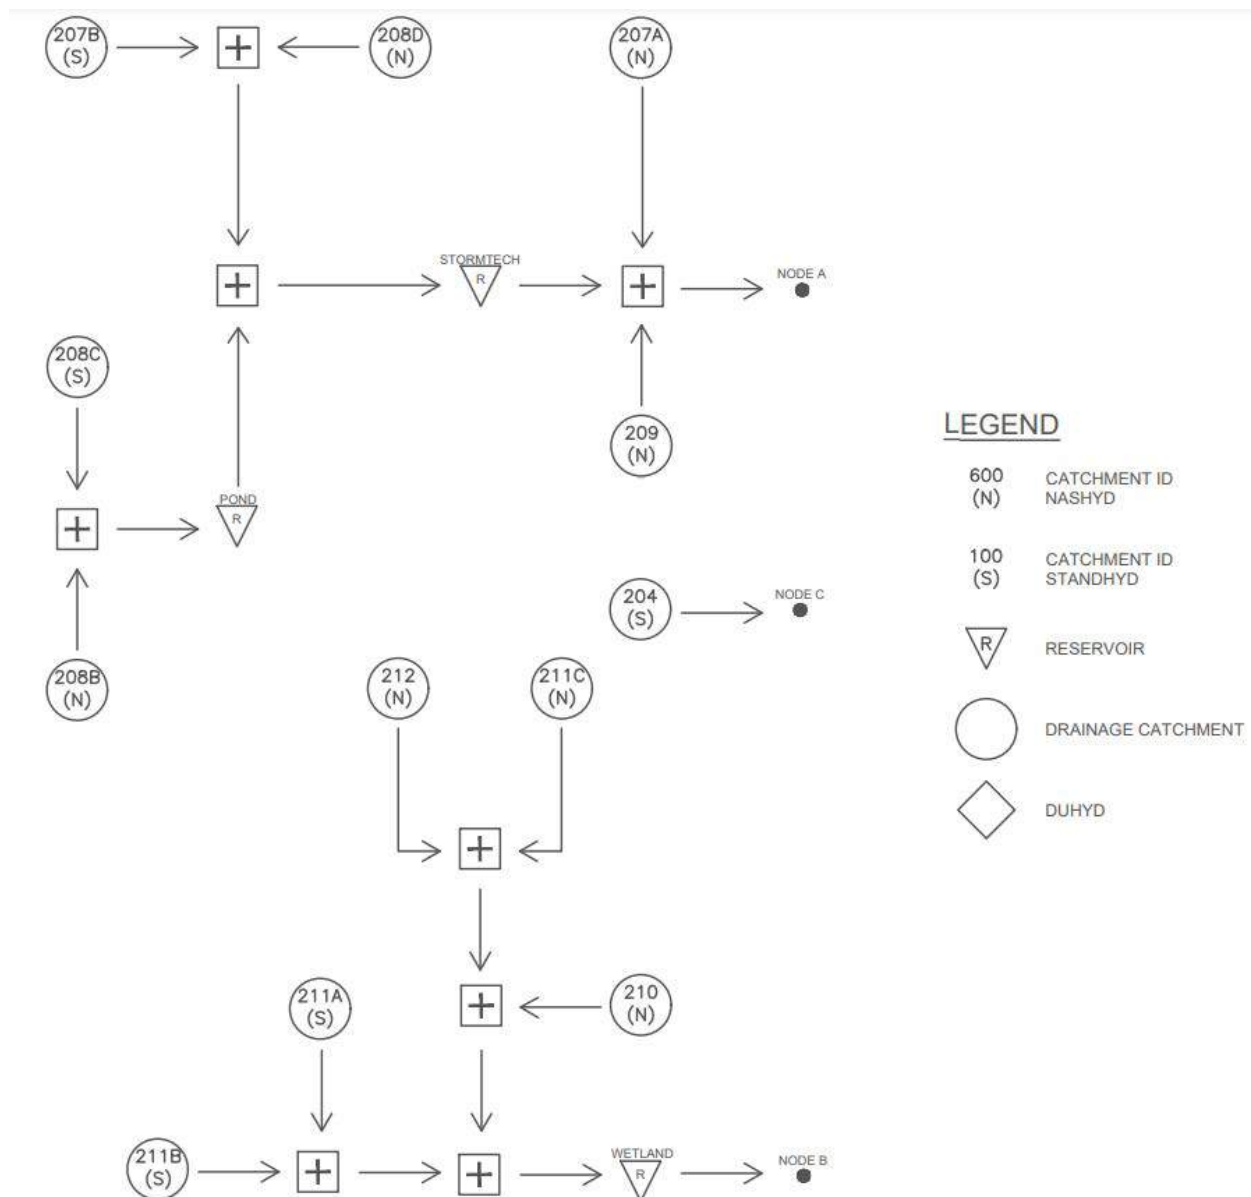 207B
(S)
+
208D
(N)
207A
(N)
+
STORMTECH
R
+
NODE A
208C
(S)
209
(N)
+
POND
R
208B
(N)
204
(S)
NODE C
212
(N)
211C
(N)
+
211A
(S)
+
210
(N)
211B
(S)
+
+
WETLAND
R
NODE B
LEGEND
600
(N)
CATCHMENT ID
NASHYD
100
(S)
CATCHMENT ID
STANDHYD
R
RESERVOIR
DRAINAGE CATCHMENT
DUHYD